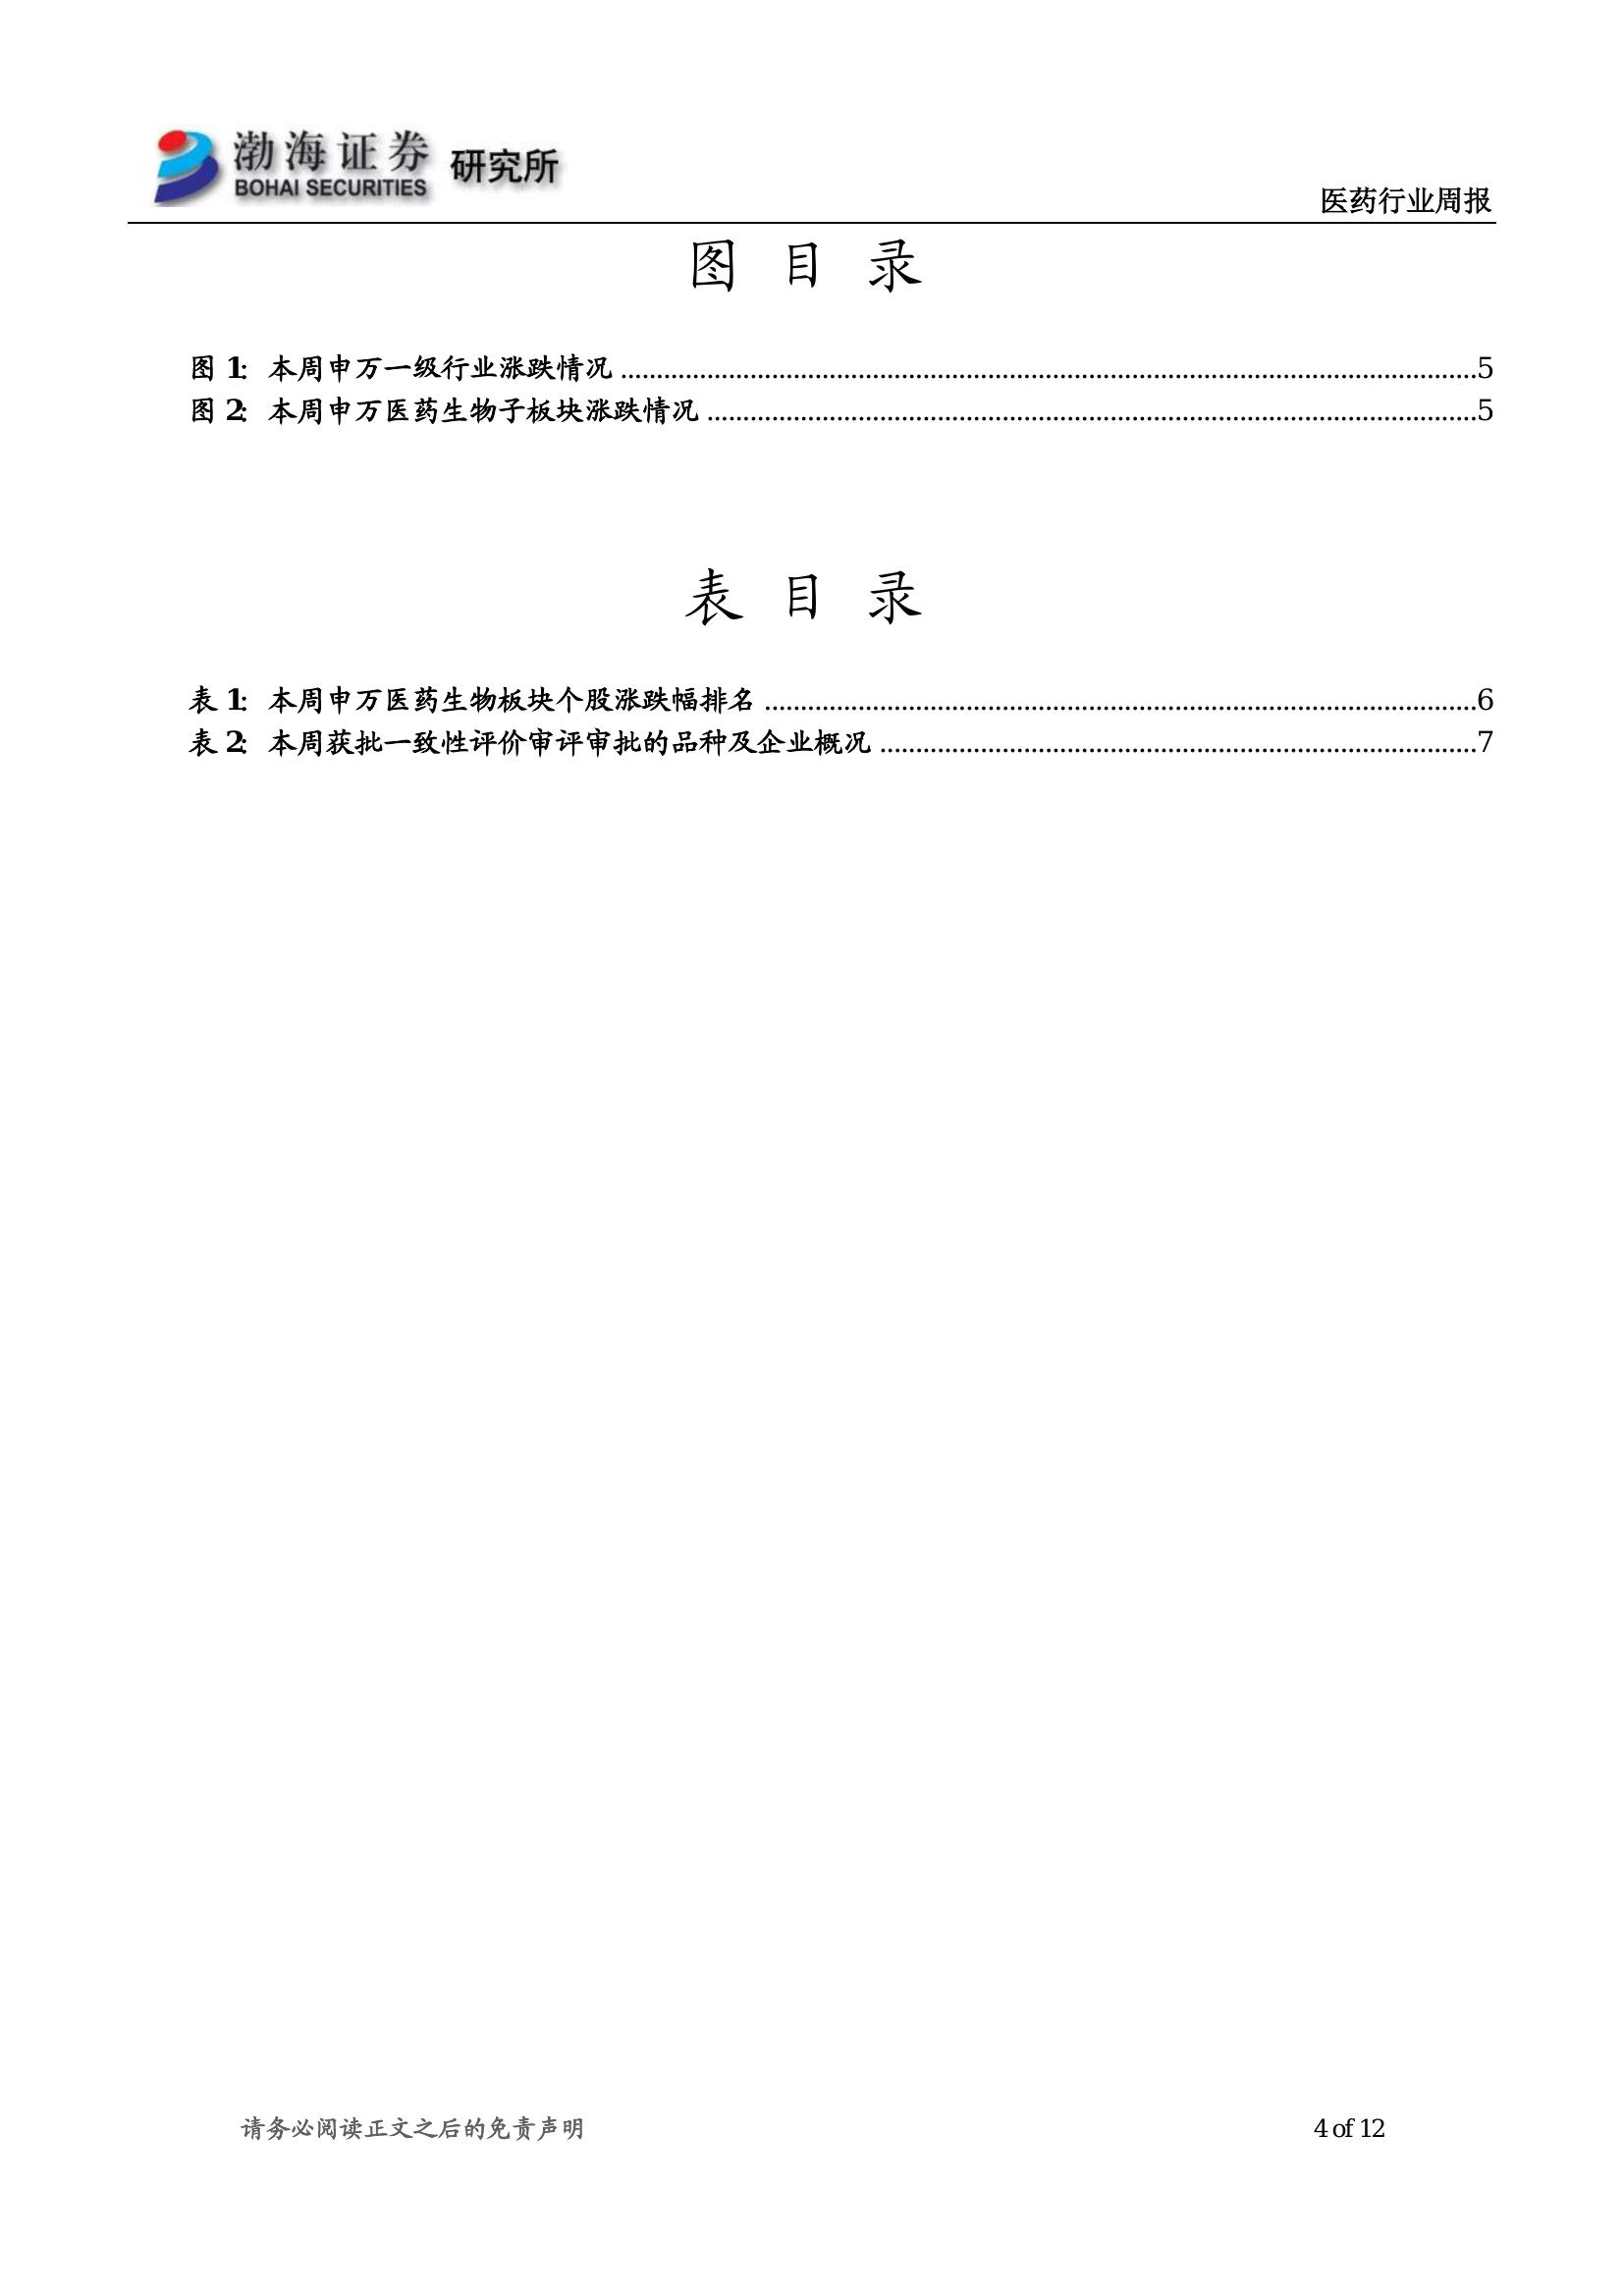 渤海证券
BOHAI SECURITIES
研究所
医药行业周报
图 目 录
图 1: 本周申万一级行业涨跌情况 ........................................ 5
图 2: 本周申万医药生物子板块涨跌情况 ........................................ 5
表 目 录
表 1: 本周申万医药生物板块个股涨跌幅排名 ........................................ 6
表 2: 本周获批一致性评价审评审批的品种及企业概况 ........................................ 7
请务必阅读正文之后的免责声明
4 of 12